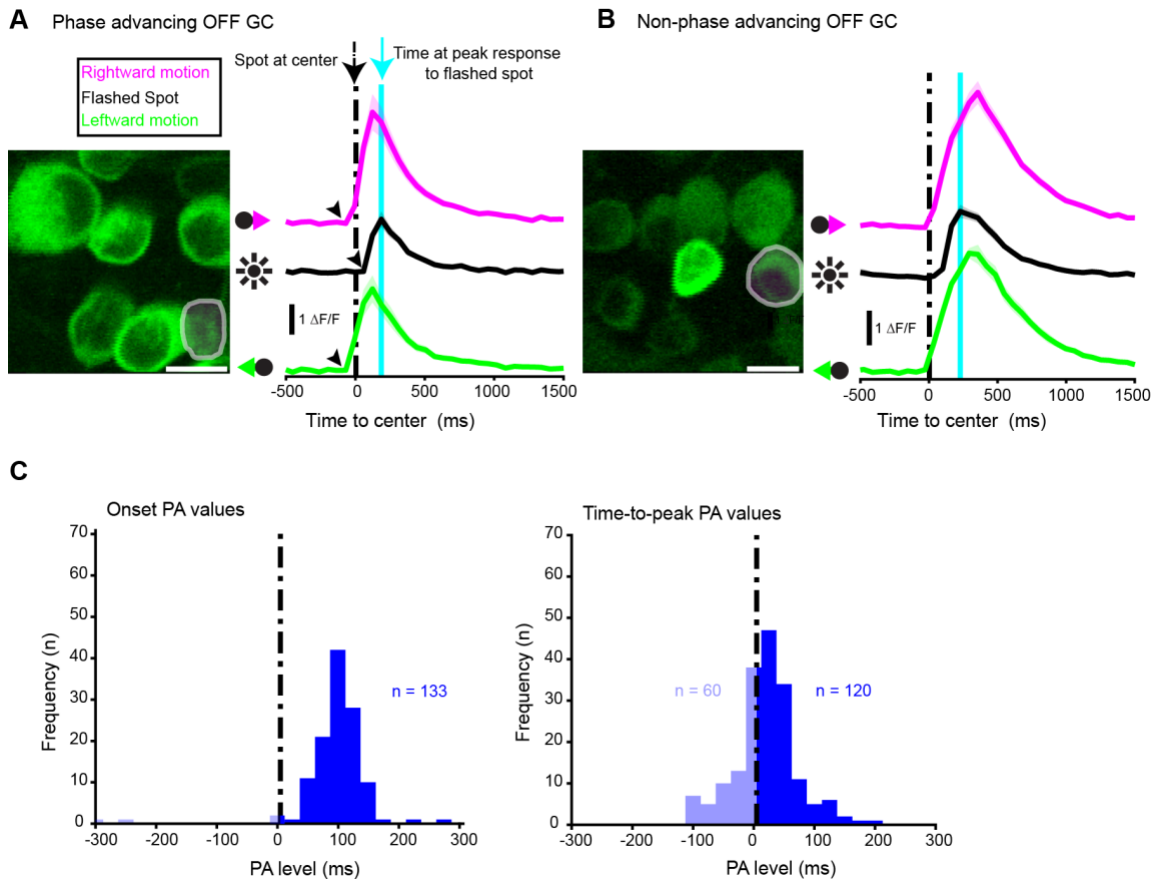 A Phase advancing OFF GC
Rightward motion
Flashed Spot
Leftward motion
Spot at center
Time at peak response
to flashed spot
1 ΔF/F
-500 0 500 1000 1500
Time to center (ms)
B Non-phase advancing OFF GC
1 ΔF/F
-500 0 500 1000 1500
Time to center (ms)
C
Onset PA values
70
60
50
40
30
20
10
0
Frequency (n)
n = 133
-300 -200 -100 0 100 200 300
PA level (ms)
Time-to-peak PA values
70
60
50
40
30
20
10
0
Frequency (n)
n = 60
n = 120
-300 -200 -100 0 100 200 300
PA level (ms)